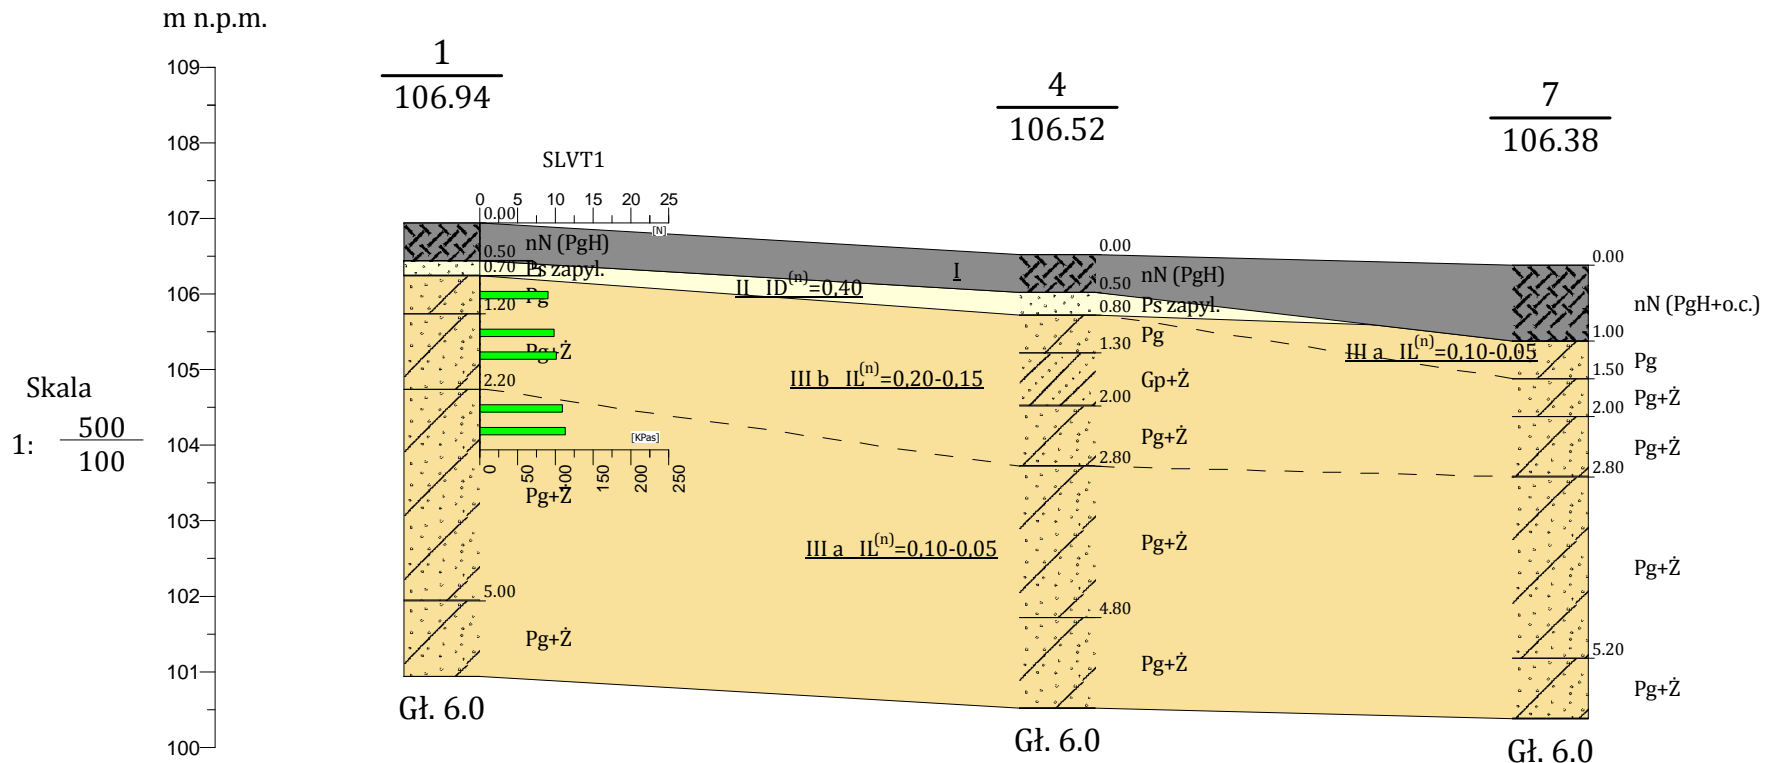 m n.p.m.
109
108
107
106
105
104
103
102
101
100
Skala
1: 500
100
1
106.94
SLVT1
0 5 10 15 20 25
[N]
0.00
0.50
0.70
1.20
2.20
5.00
nN (PgH)
Ps zapyl.
Pg
Pg+Ż
Pg+Ż
Pg+Ż
[KPas]
0 50 100 150 200 250
Gł. 6.0
I
II ID(n)=0,40
III b IL(n)=0,20-0,15
III a IL(n)=0,10-0,05
4
106.52
0.00
0.50
0.80
1.30
2.00
2.80
4.80
nN (PgH)
Ps zapyl.
Pg
Gp+Ż
Pg+Ż
Pg+Ż
Pg+Ż
Gł. 6.0
III a IL(n)=0,10-0,05
7
106.38
0.00
1.00
1.50
2.00
2.80
5.20
nN (PgH+o.c.)
Pg
Pg+Ż
Pg+Ż
Pg+Ż
Pg+Ż
Gł. 6.0